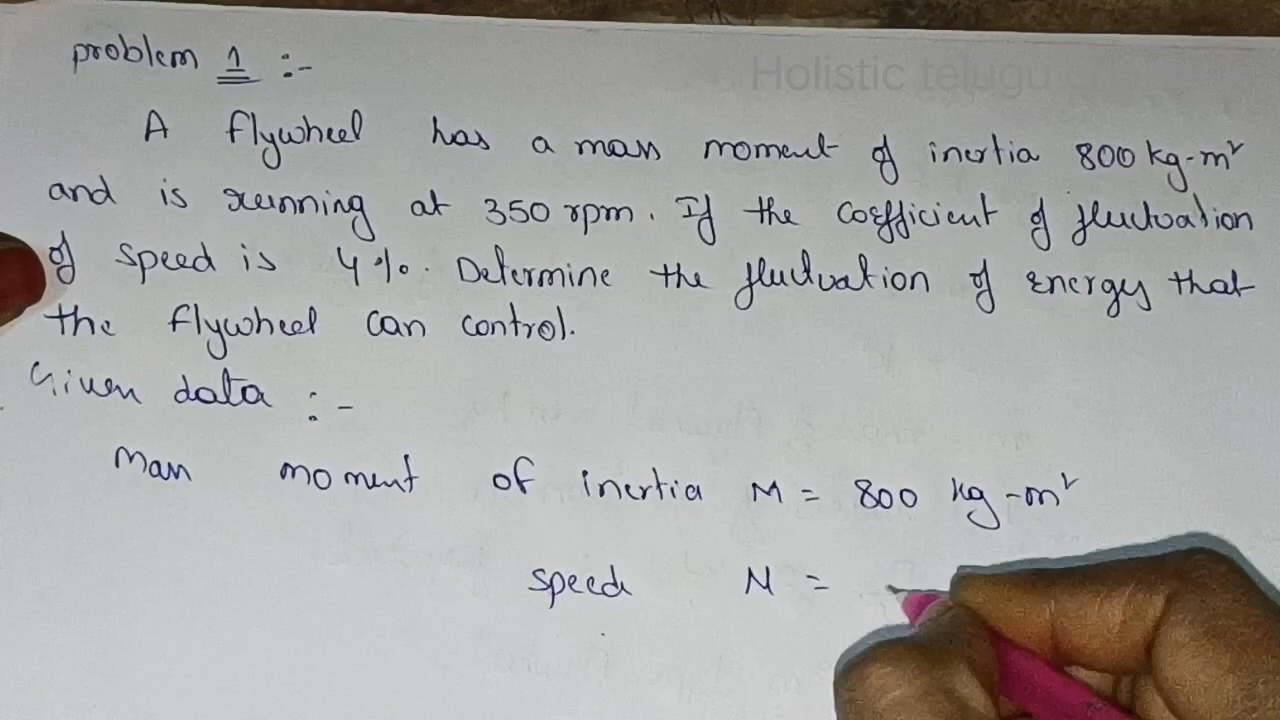 problem 1 :-
Holistic telugu
A flywheel has a mass moment of inertia 800 kg-m²
and is running at 350 rpm. If the coefficient of fluctuation
of speed is 4%. Determine the fluctuation of energy that
the flywheel can control.
Given data :-
Mass moment of inertia M = 800 kg-m²
speed N =